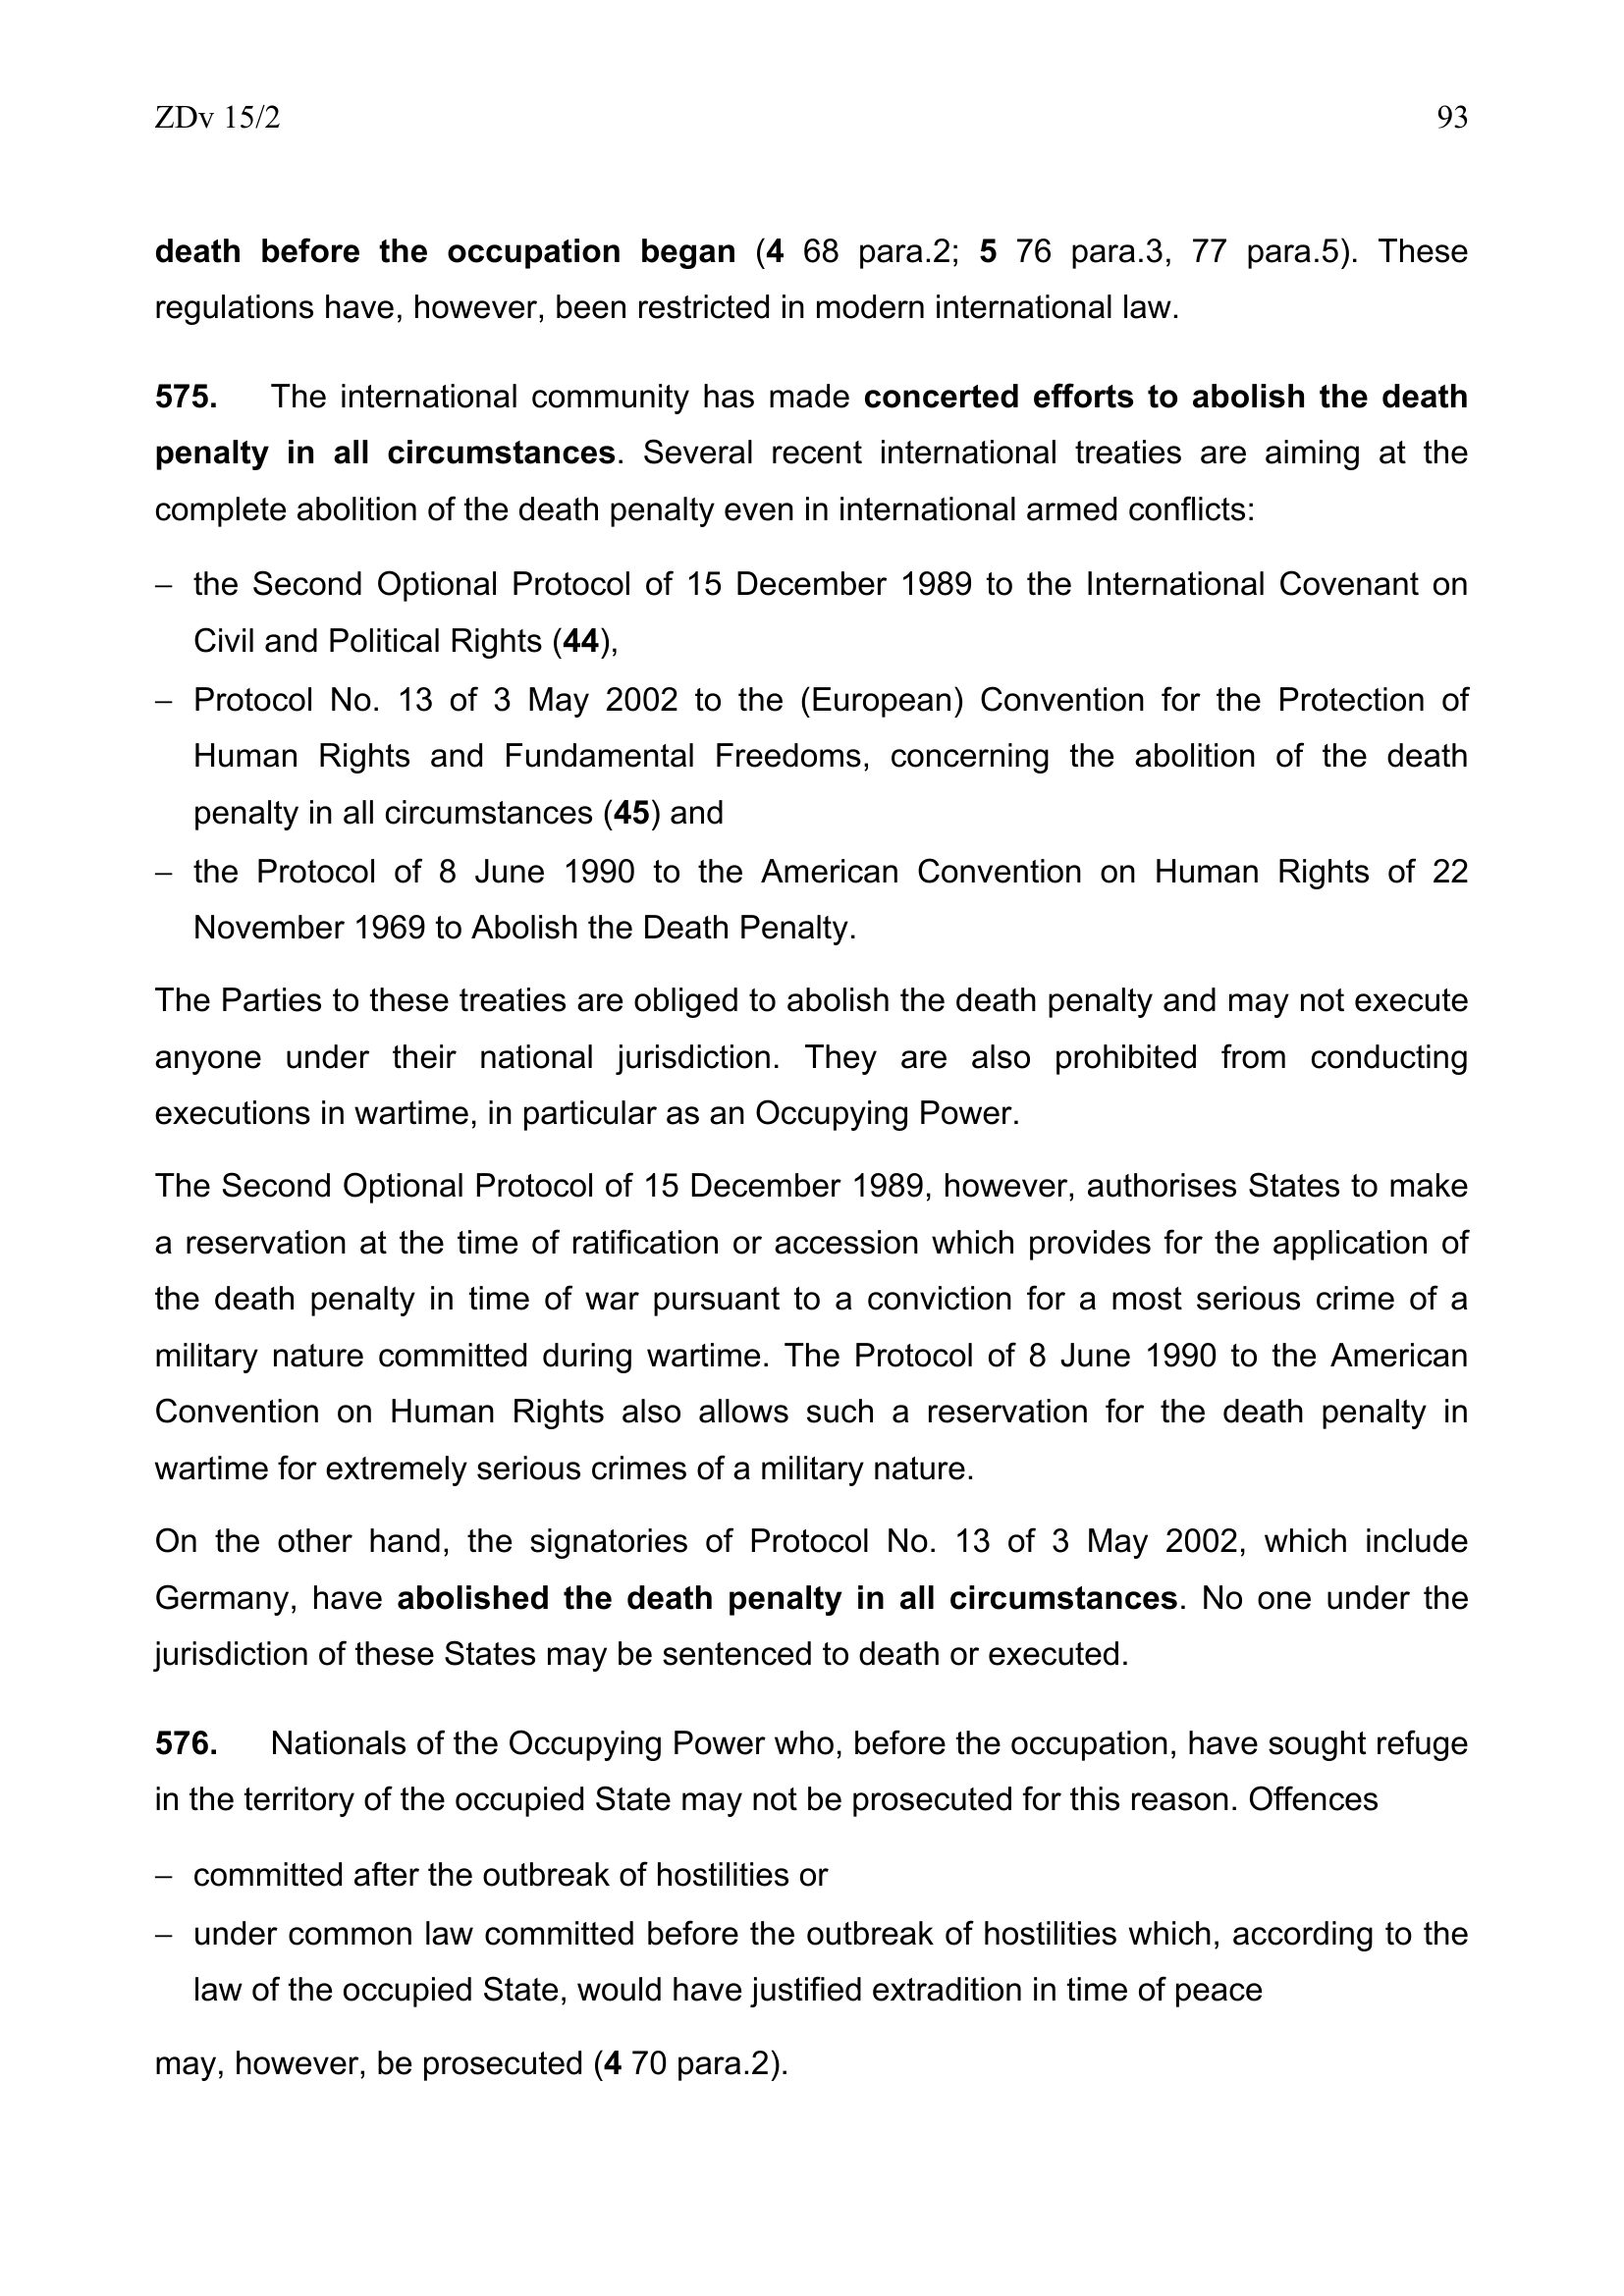 ZDv 15/2 93
death before the occupation began (4 68 para.2; 5 76 para.3, 77 para.5). These
regulations have, however, been restricted in modern international law.
575. The international community has made concerted efforts to abolish the death
penalty in all circumstances. Several recent international treaties are aiming at the
complete abolition of the death penalty even in international armed conflicts:
– the Second Optional Protocol of 15 December 1989 to the International Covenant on
Civil and Political Rights (44),
– Protocol No. 13 of 3 May 2002 to the (European) Convention for the Protection of
Human Rights and Fundamental Freedoms, concerning the abolition of the death
penalty in all circumstances (45) and
– the Protocol of 8 June 1990 to the American Convention on Human Rights of 22
November 1969 to Abolish the Death Penalty.
The Parties to these treaties are obliged to abolish the death penalty and may not execute
anyone under their national jurisdiction. They are also prohibited from conducting
executions in wartime, in particular as an Occupying Power.
The Second Optional Protocol of 15 December 1989, however, authorises States to make
a reservation at the time of ratification or accession which provides for the application of
the death penalty in time of war pursuant to a conviction for a most serious crime of a
military nature committed during wartime. The Protocol of 8 June 1990 to the American
Convention on Human Rights also allows such a reservation for the death penalty in
wartime for extremely serious crimes of a military nature.
On the other hand, the signatories of Protocol No. 13 of 3 May 2002, which include
Germany, have abolished the death penalty in all circumstances. No one under the
jurisdiction of these States may be sentenced to death or executed.
576. Nationals of the Occupying Power who, before the occupation, have sought refuge
in the territory of the occupied State may not be prosecuted for this reason. Offences
– committed after the outbreak of hostilities or
– under common law committed before the outbreak of hostilities which, according to the
law of the occupied State, would have justified extradition in time of peace
may, however, be prosecuted (4 70 para.2).